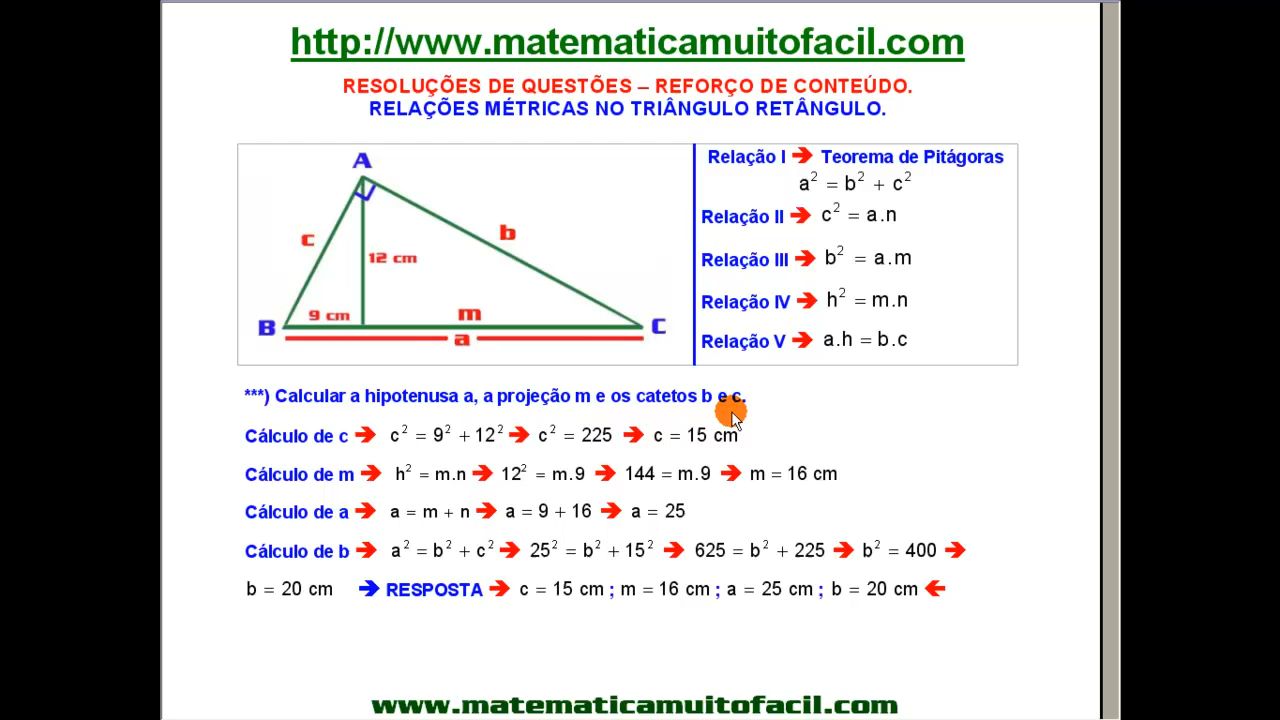 http://www.matematicamuitofacil.com
RESOLUÇÕES DE QUESTÕES – REFORÇO DE CONTEÚDO.
RELAÇÕES MÉTRICAS NO TRIÂNGULO RETÂNGULO.
A
c
b
12 cm
9 cm
m
B
C
a
Relação I ➔ Teorema de Pitágoras
a² = b² + c²
Relação II ➔ c² = a.n
Relação III ➔ b² = a.m
Relação IV ➔ h² = m.n
Relação V ➔ a.h = b.c
***) Calcular a hipotenusa a, a projeção m e os catetos b e c.
Cálculo de c ➔ c² = 9² + 12² ➔ c² = 225 ➔ c = 15 cm
Cálculo de m ➔ h² = m.n ➔ 12² = m.9 ➔ 144 = m.9 ➔ m = 16 cm
Cálculo de a ➔ a = m + n ➔ a = 9 + 16 ➔ a = 25
Cálculo de b ➔ a² = b² + c² ➔ 25² = b² + 15² ➔ 625 = b² + 225 ➔ b² = 400 ➔
b = 20 cm ➔ RESPOSTA ➔ c = 15 cm ; m = 16 cm ; a = 25 cm ; b = 20 cm ←
www.matematicamuitofacil.com